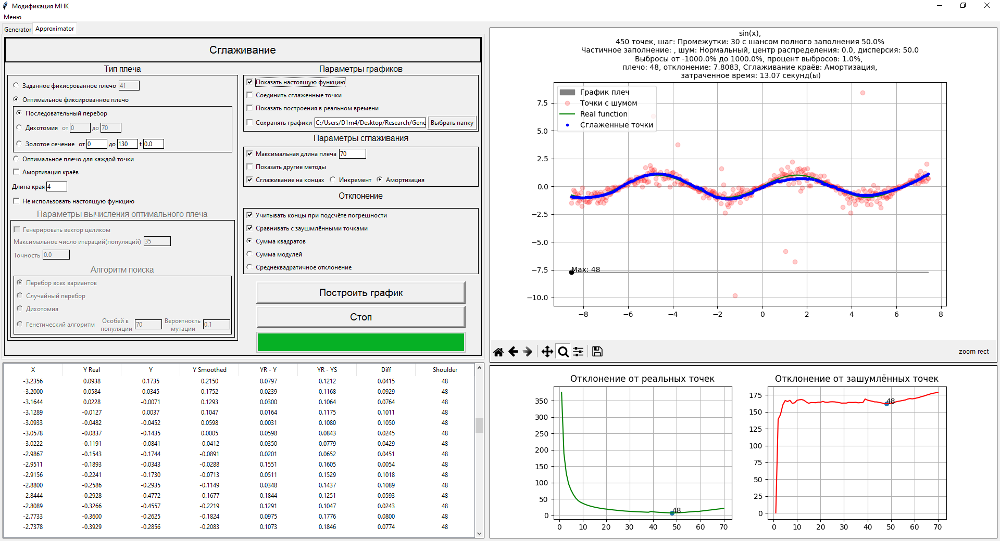 Модификация МНК
Меню
Generator Approximator
Сглаживание
Тип плеча
Заданное фиксированное плечо 41
Оптимальное фиксированное плечо
Последовательный перебор
Дихотомия от 0 до 70
Золотое сечение от 0 до 130 t 0.0
Оптимальное плечо для каждой точки
Амортизация краёв
Длина края 4
Не использовать настоящую функцию
Параметры вычисления оптимального плеча
Генерировать вектор целиком
Максимальное число итераций(популяций) 35
Точность 0.0
Алгоритм поиска
Перебор всех вариантов
Случайный перебор
Дихотомия
Генетический алгоритм Особей в популяции 70 Вероятность мутации 0.1
Параметры графиков
Показать настоящую функцию
Соединить сглаженные точки
Показать построения в реальном времени
Сохранять графики C:/Users/D1m4/Desktop/Research/Gene Выбрать папку
Параметры сглаживания
Максимальная длина плеча 70
Показать другие методы
Сглаживание на концах Инкремент Амортизация
Отклонение
Учитывать концы при подсчёте погрешности
Сравнивать с заушмлёнными точками
Сумма квадратов
Сумма модулей
Среднеквадратичное отклонение
Построить график
Стоп
X Y Real Y Y Smoothed YR - Y YR - YS Diff Shoulder
-3.2356 0.0938 0.1735 0.2150 0.0797 0.1212 0.0415 48
-3.2000 0.0584 0.0345 0.1752 0.0239 0.1168 0.0929 48
-3.1644 0.0228 -0.0071 0.1293 0.0300 0.1064 0.0764 48
-3.1289 -0.0127 0.0037 0.1047 0.0164 0.1175 0.1011 48
-3.0933 -0.0482 -0.0452 0.0598 0.0031 0.1080 0.1050 48
-3.0578 -0.0837 -0.1435 0.0005 0.0598 0.0843 0.0245 48
-3.0222 -0.1191 -0.0841 -0.0412 0.0350 0.0779 0.0429 48
-2.9867 -0.1543 -0.1744 -0.0891 0.0201 0.0652 0.0451 48
-2.9511 -0.1893 -0.0343 -0.0288 0.1551 0.1605 0.0054 48
-2.9156 -0.2241 -0.1730 -0.0713 0.0511 0.1529 0.1018 48
-2.8800 -0.2586 -0.2935 -0.1149 0.0348 0.1437 0.1089 48
-2.8444 -0.2928 -0.4772 -0.1677 0.1844 0.1251 0.0593 48
-2.8089 -0.3266 -0.4557 -0.2219 0.1291 0.1047 0.0243 48
-2.7733 -0.3600 -0.2625 -0.1824 0.0975 0.1776 0.0800 48
-2.7378 -0.3929 -0.2856 -0.2083 0.1073 0.1846 0.0774 48
sin(x),
450 точек, шаг: Промежутки: 30 с шансом полного заполнения 50.0%
Частичное заполнение: , шум: Нормальный, центр распределения: 0.0, дисперсия: 50.0
Выбросы от -1000.0% до 1000.0%, процент выбросов: 1.0%,
плечо: 48, отклонение: 7.8083, Сглаживание краёв: Амортизация,
затраченное время: 13.07 секунд(ы)
График плеч
Точки с шумом
Real function
Сглаженные точки
7.5
5.0
2.5
0.0
−2.5
−5.0
−7.5
−10.0
Max: 48
−8 −6 −4 −2 0 2 4 6 8
zoom rect
Отклонение от реальных точек
350
300
250
200
150
100
50
0
48
0 10 20 30 40 50 60 70
Отклонение от зашумлённых точек
175
150
125
100
75
50
25
0
48
0 10 20 30 40 50 60 70